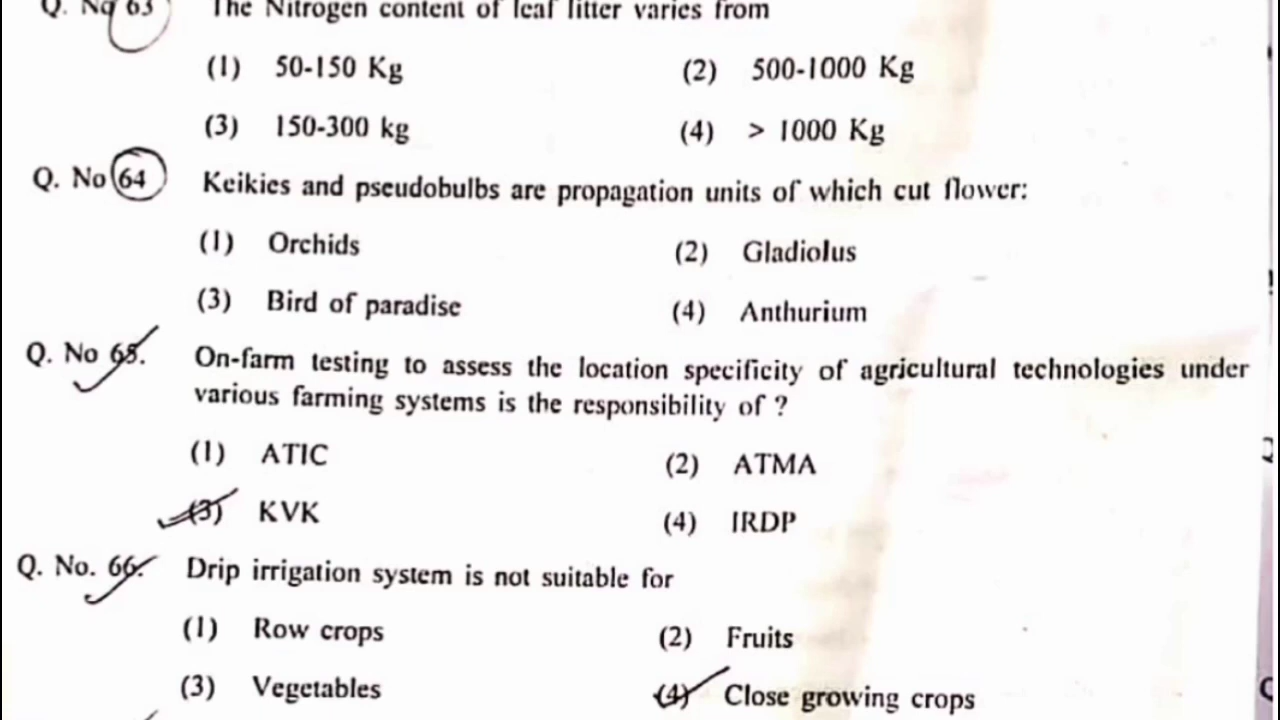 Q. No 63 The Nitrogen content of leaf litter varies from
(1) 50-150 Kg (2) 500-1000 Kg
(3) 150-300 kg (4) > 1000 Kg
Q. No 64 Keikies and pseudobulbs are propagation units of which cut flower:
(1) Orchids (2) Gladiolus
(3) Bird of paradise (4) Anthurium
Q. No 65. On-farm testing to assess the location specificity of agricultural technologies under
various farming systems is the responsibility of ?
(1) ATIC (2) ATMA
(3) KVK (4) IRDP
Q. No. 66. Drip irrigation system is not suitable for
(1) Row crops (2) Fruits
(3) Vegetables (4) Close growing crops